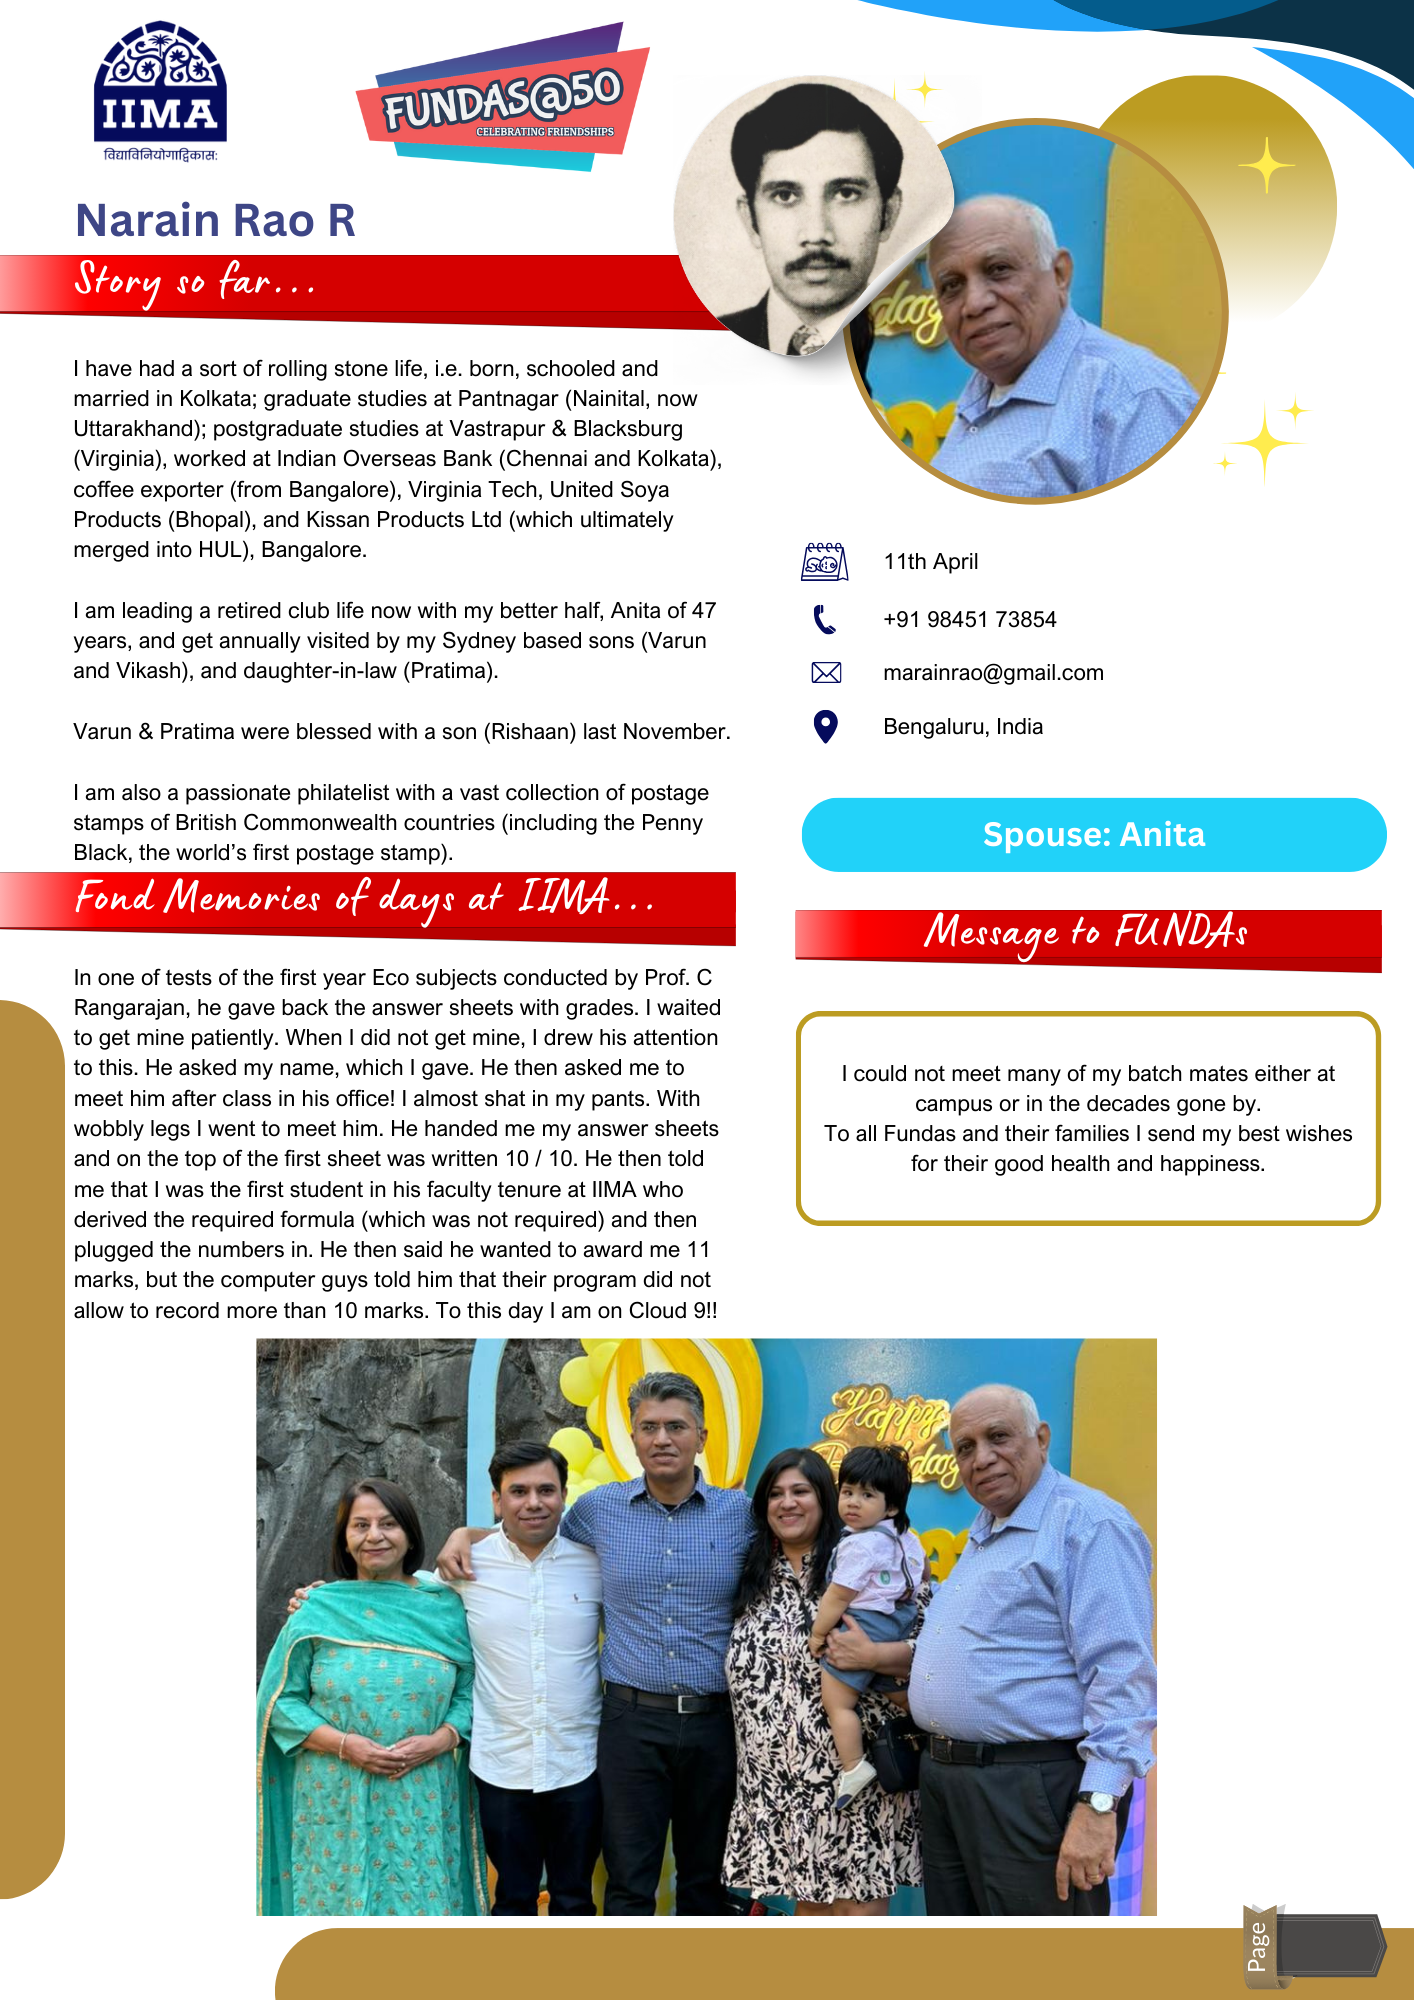 IIMA
विद्याविनियोगाद्विकासः
FUNDAS@50
CELEBRATING FRIENDSHIPS
Narain Rao R
Story so far...
I have had a sort of rolling stone life, i.e. born, schooled and
married in Kolkata; graduate studies at Pantnagar (Nainital, now
Uttarakhand); postgraduate studies at Vastrapur & Blacksburg
(Virginia), worked at Indian Overseas Bank (Chennai and Kolkata),
coffee exporter (from Bangalore), Virginia Tech, United Soya
Products (Bhopal), and Kissan Products Ltd (which ultimately
merged into HUL), Bangalore.
I am leading a retired club life now with my better half, Anita of 47
years, and get annually visited by my Sydney based sons (Varun
and Vikash), and daughter-in-law (Pratima).
Varun & Pratima were blessed with a son (Rishaan) last November.
I am also a passionate philatelist with a vast collection of postage
stamps of British Commonwealth countries (including the Penny
Black, the world's first postage stamp).
Fond Memories of days at IIMA...
In one of tests of the first year Eco subjects conducted by Prof. C
Rangarajan, he gave back the answer sheets with grades. I waited
to get mine patiently. When I did not get mine, I drew his attention
to this. He asked my name, which I gave. He then asked me to
meet him after class in his office! I almost shat in my pants. With
wobbly legs I went to meet him. He handed me my answer sheets
and on the top of the first sheet was written 10 / 10. He then told
me that I was the first student in his faculty tenure at IIMA who
derived the required formula (which was not required) and then
plugged the numbers in. He then said he wanted to award me 11
marks, but the computer guys told him that their program did not
allow to record more than 10 marks. To this day I am on Cloud 9!!
11th April
+91 98451 73854
marainrao@gmail.com
Bengaluru, India
Spouse: Anita
Message to FUNDAs
I could not meet many of my batch mates either at
campus or in the decades gone by.
To all Fundas and their families I send my best wishes
for their good health and happiness.
Happy
Page